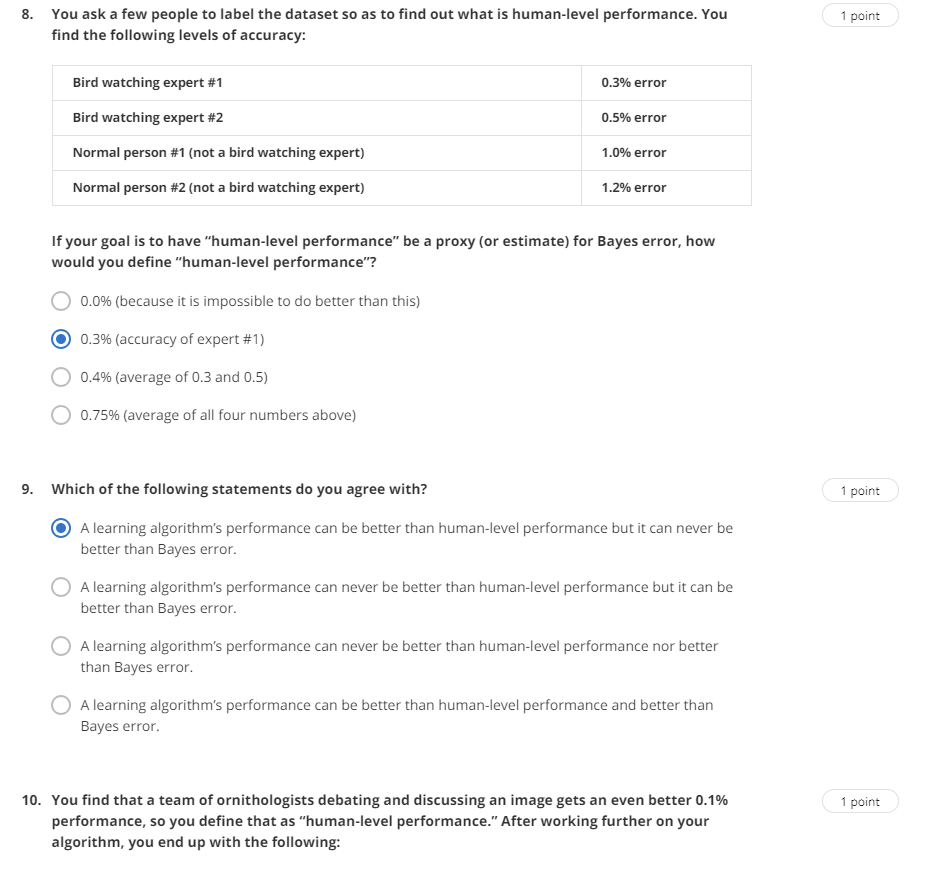 8. You ask a few people to label the dataset so as to find out what is human-level performance. You
1 point
find the following levels of accuracy:
Bird watching expert #1 0.3% error
Bird watching expert #2 0.5% error
Normal person #1 (not a bird watching expert) 1.0% error
Normal person #2 (not a bird watching expert) 1.2% error
If your goal is to have “human-level performance” be a proxy (or estimate) for Bayes error, how
would you define “human-level performance”?
0.0% (because it is impossible to do better than this)
0.3% (accuracy of expert #1)
0.4% (average of 0.3 and 0.5)
0.75% (average of all four numbers above)
9. Which of the following statements do you agree with?
1 point
A learning algorithm’s performance can be better than human-level performance but it can never be
better than Bayes error.
A learning algorithm’s performance can never be better than human-level performance but it can be
better than Bayes error.
A learning algorithm’s performance can never be better than human-level performance nor better
than Bayes error.
A learning algorithm’s performance can be better than human-level performance and better than
Bayes error.
10. You find that a team of ornithologists debating and discussing an image gets an even better 0.1%
1 point
performance, so you define that as “human-level performance.” After working further on your
algorithm, you end up with the following: